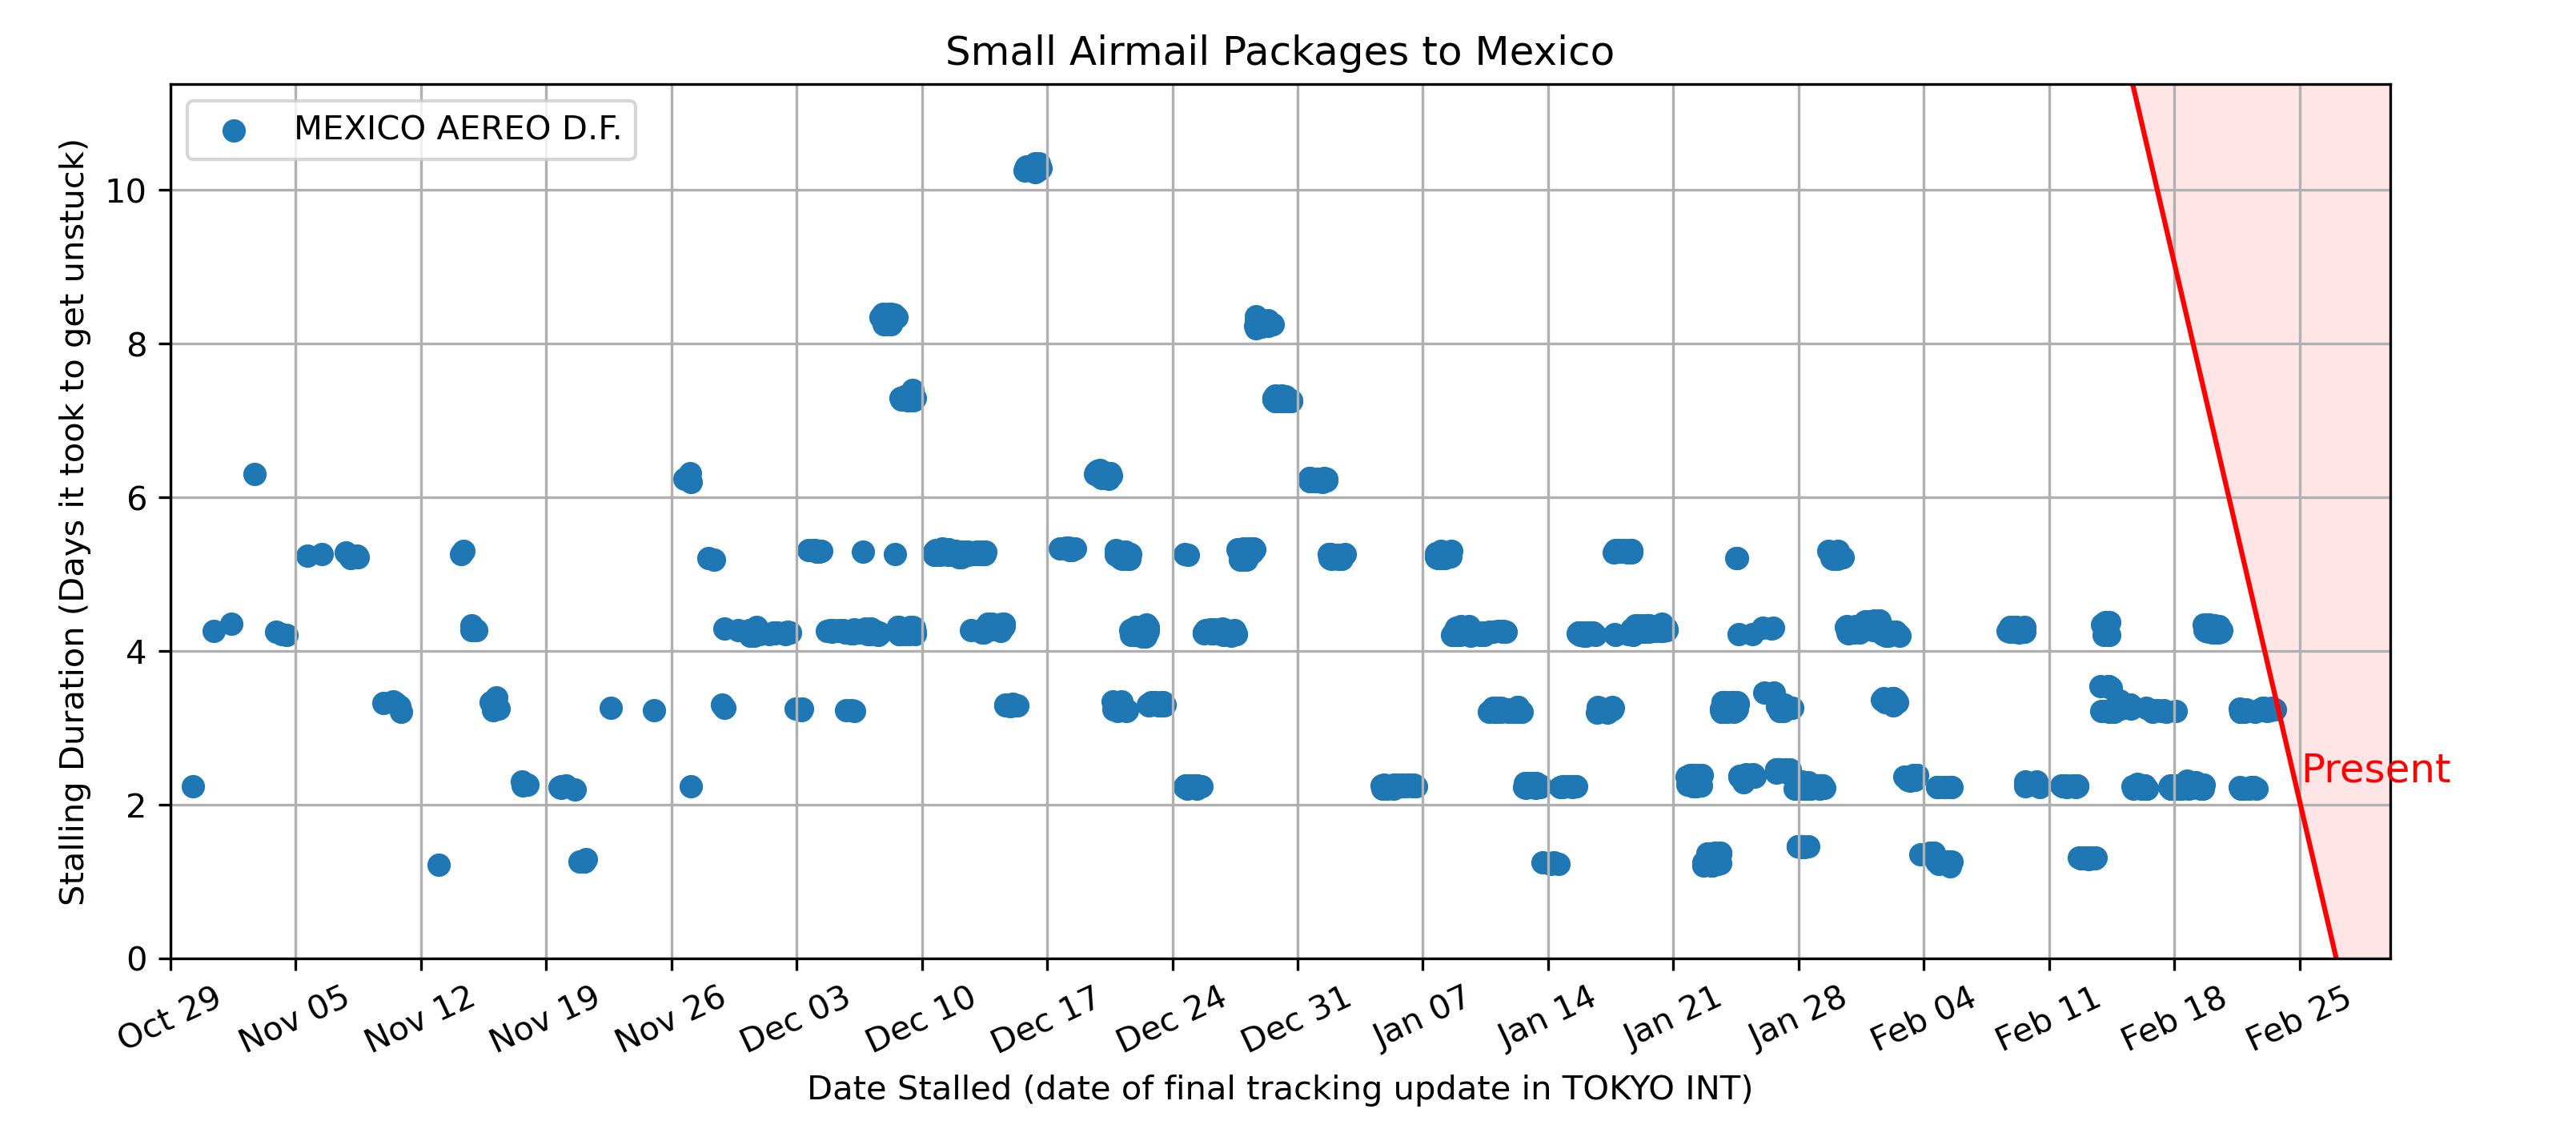 Small Airmail Packages to Mexico
MEXICO AEREO D.F.
Stalling Duration (Days it took to get unstuck)
10
8
6
4
2
0
Present
Oct 29
Nov 05
Nov 12
Nov 19
Nov 26
Dec 03
Dec 10
Dec 17
Dec 24
Dec 31
Jan 07
Jan 14
Jan 21
Jan 28
Feb 04
Feb 11
Feb 18
Feb 25
Date Stalled (date of final tracking update in TOKYO INT)